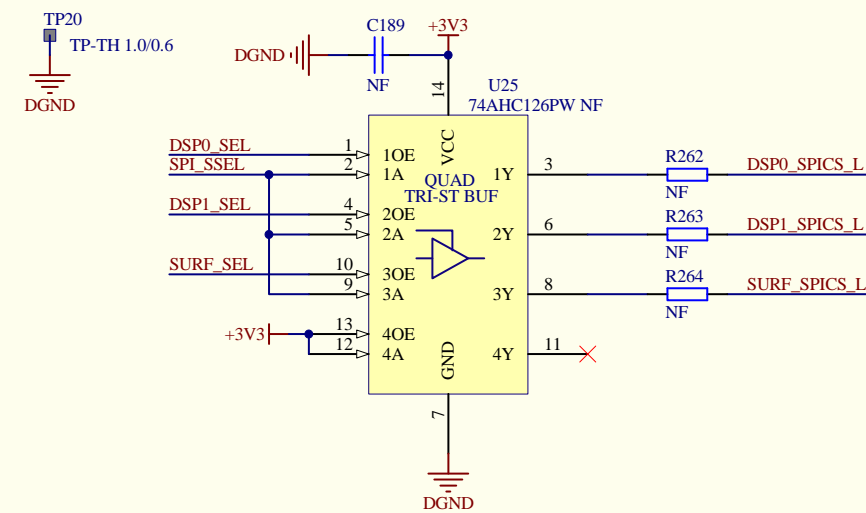 TP20
TP-TH 1.0/0.6
DGND
C189
+3V3
DGND
NF
14
U25
74AHC126PW NF
VCC
DSP0_SEL
1
1OE
SPI_SSEL
2
1A
QUAD
TRI-ST BUF
1Y
3
R262
NF
DSP0_SPICS_L
DSP1_SEL
4
2OE
5
2A
2Y
6
R263
NF
DSP1_SPICS_L
SURF_SEL
10
3OE
9
3A
3Y
8
R264
NF
SURF_SPICS_L
+3V3
13
4OE
12
4A
GND
4Y
11
7
DGND